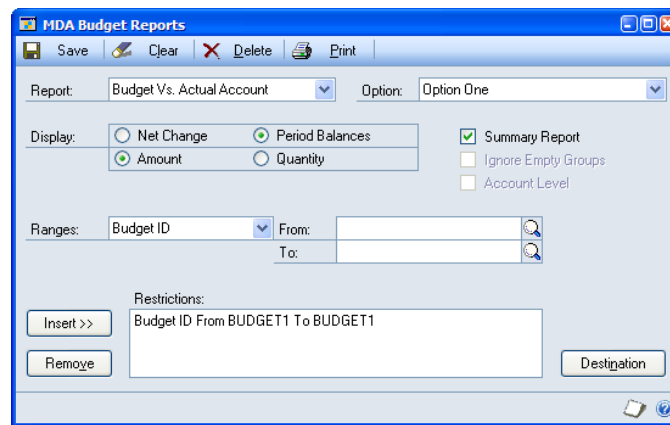 MDA Budget Reports
Save Clear Delete Print
Report: Budget Vs. Actual Account Option: Option One
Display: Net Change Period Balances Summary Report
Amount Quantity Ignore Empty Groups
Account Level
Ranges: Budget ID From:
To:
Restrictions:
Insert >> Budget ID From BUDGET1 To BUDGET1
Remove Destination